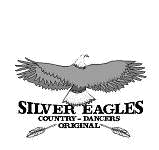 SILVER EAGLES
COUNTRY - DANCERS
ORIGINAL